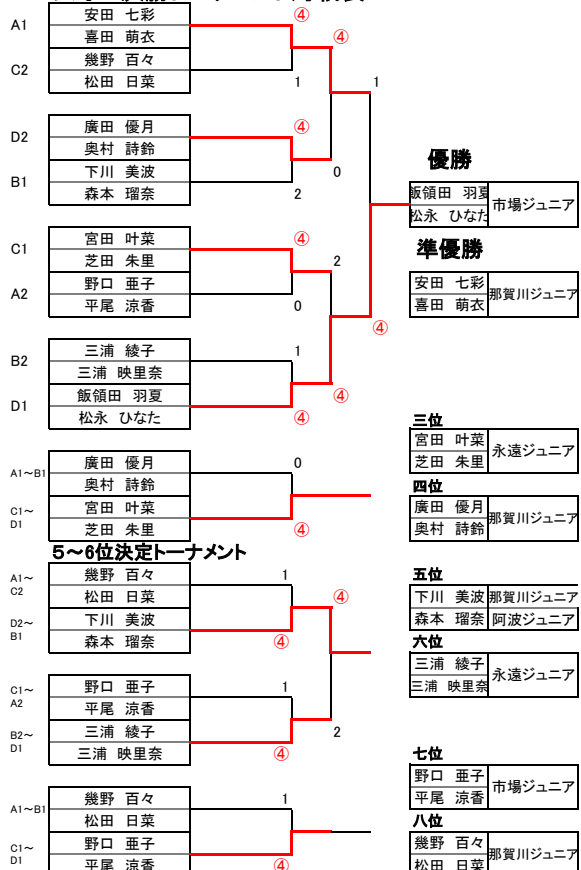 A1 安田 七彩 ④
喜田 萌衣 ④
C2 幾野 百々
松田 日菜 1 1
D2 廣田 優月 ④
奥村 詩鈴
B1 下川 美波 0
森本 瑠奈 2
優勝
飯領田 羽夏 市場ジュニア
松永 ひなた
C1 宮田 叶菜 ④
芝田 朱里 2
A2 野口 亜子
平尾 涼香 0
準優勝
安田 七彩 那賀川ジュニア
喜田 萌衣
④
B2 三浦 綾子 1
三浦 映里奈
D1 飯領田 羽夏 ④
松永 ひなた ④
三位
宮田 叶菜 永遠ジュニア
芝田 朱里
A1~B1 廣田 優月 0
奥村 詩鈴
C1~D1 宮田 叶菜
芝田 朱里 ④
四位
廣田 優月 那賀川ジュニア
奥村 詩鈴
5~6位決定トーナメント
A1~C2 幾野 百々 1
松田 日菜 ④
D2~B1 下川 美波
森本 瑠奈 ④
五位
下川 美波 那賀川ジュニア
森本 瑠奈 阿波ジュニア
六位
三浦 綾子 永遠ジュニア
三浦 映里奈
C1~A2 野口 亜子 1
平尾 涼香
B2~D1 三浦 綾子 2
三浦 映里奈 ④
七位
野口 亜子 市場ジュニア
平尾 涼香
A1~B1 幾野 百々 1
松田 日菜
C1~D1 野口 亜子
平尾 涼香 ④
八位
幾野 百々 那賀川ジュニア
松田 日菜